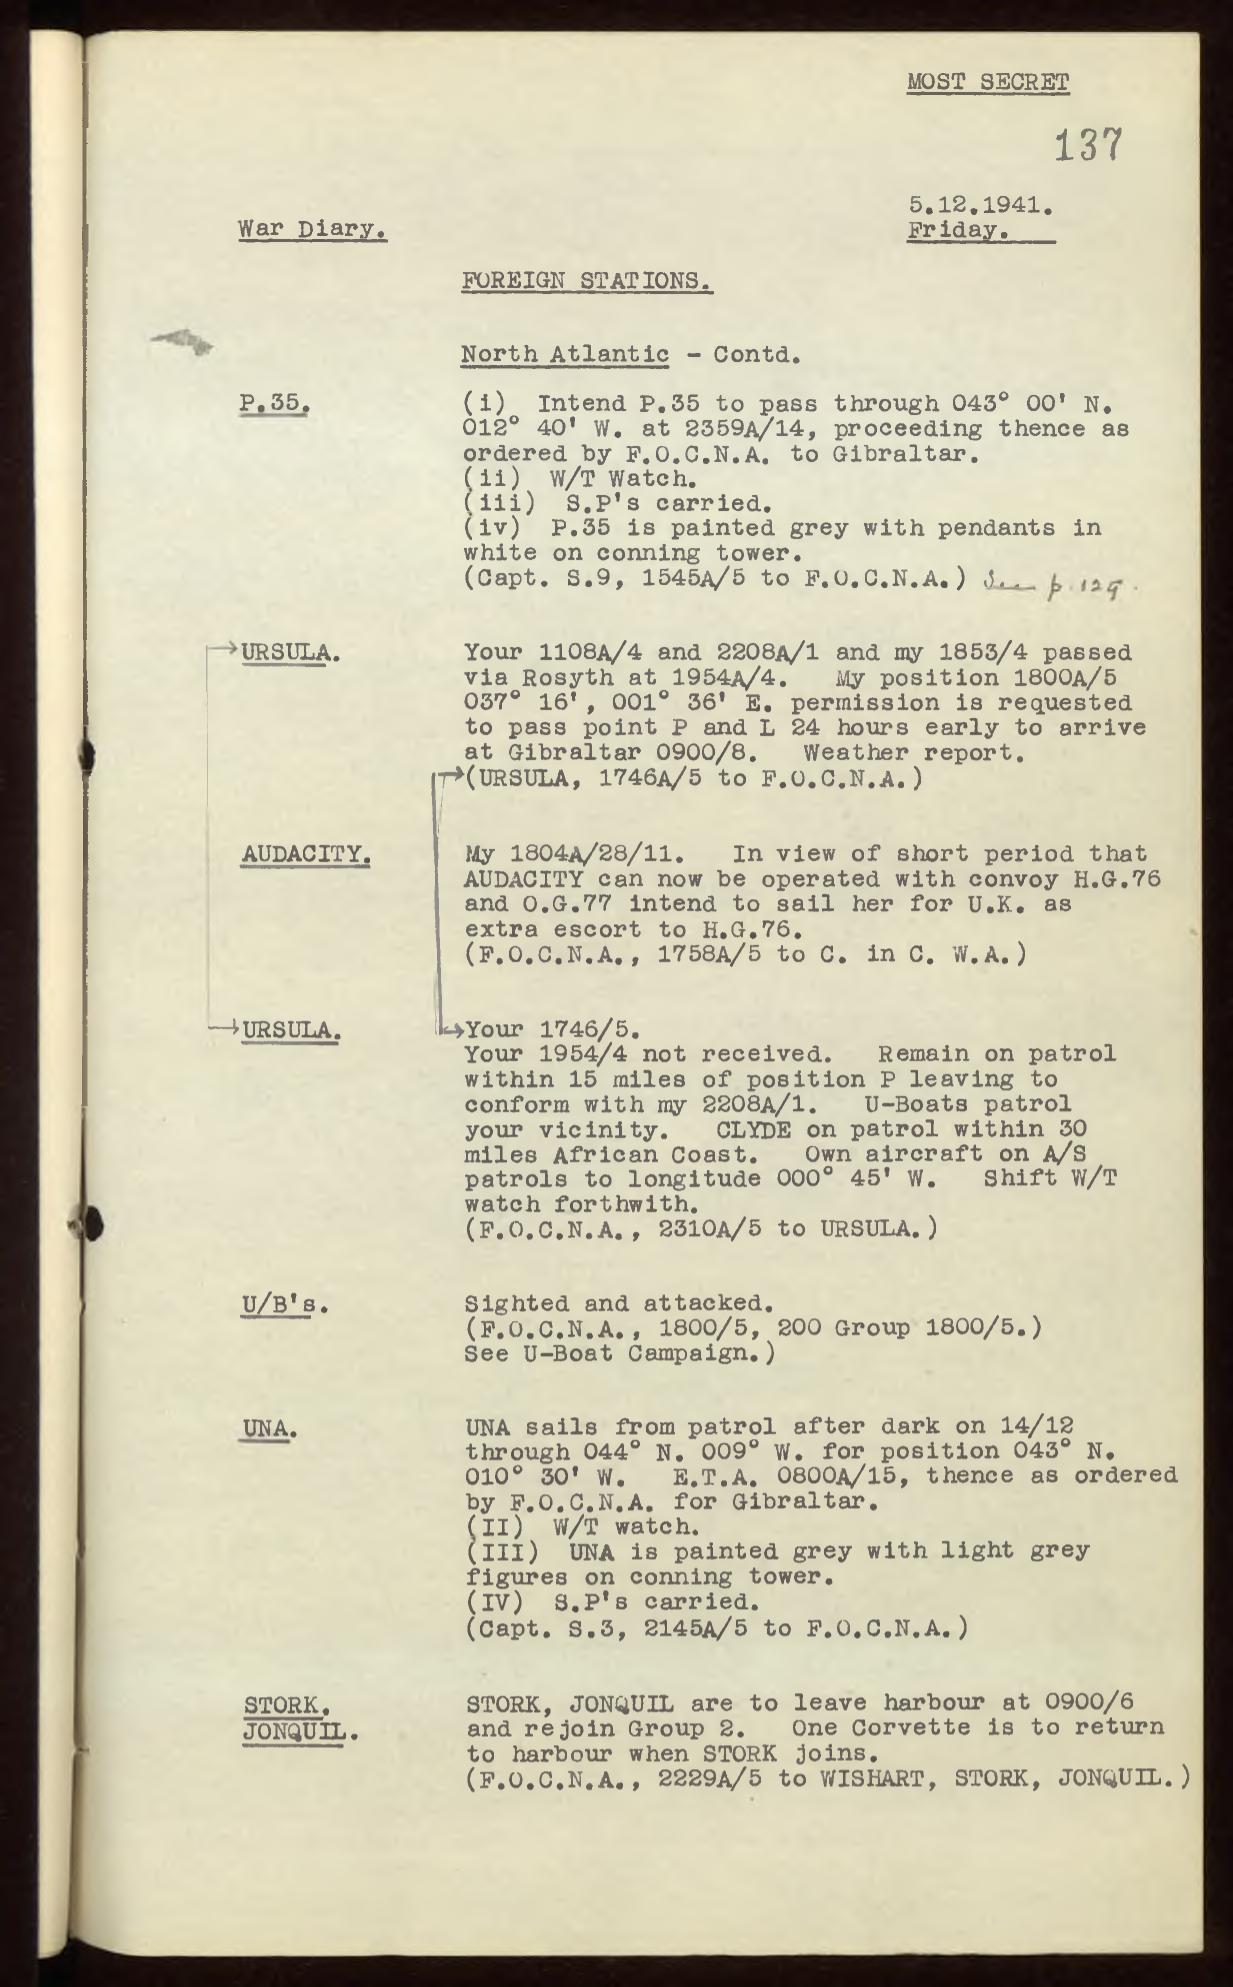 MOST SECRET
137
5.12.1941.
War Diary.
Friday.
FOREIGN STATIONS.
North Atlantic - Contd.
P.35.
(i) Intend P.35 to pass through 043° 00' N.
012° 40' W. at 2359A/14, proceeding thence as
ordered by F.O.C.N.A. to Gibraltar.
(ii) W/T Watch.
(iii) S.P's carried.
(iv) P.35 is painted grey with pendants in
white on conning tower.
(Capt. S.9, 1545A/5 to F.O.C.N.A.) See p. 129.
→URSULA.
Your 1108A/4 and 2208A/1 and my 1853/4 passed
via Rosyth at 1954A/4. My position 1800A/5
037° 16', 001° 36' E. permission is requested
to pass point P and L 24 hours early to arrive
at Gibraltar 0900/8. Weather report.
→(URSULA, 1746A/5 to F.O.C.N.A.)
AUDACITY.
My 1804A/28/11. In view of short period that
AUDACITY can now be operated with convoy H.G.76
and O.G.77 intend to sail her for U.K. as
extra escort to H.G.76.
(F.O.C.N.A., 1758A/5 to C. in C. W.A.)
→URSULA.
→Your 1746/5.
Your 1954/4 not received. Remain on patrol
within 15 miles of position P leaving to
conform with my 2208A/1. U-Boats patrol
your vicinity. CLYDE on patrol within 30
miles African Coast. Own aircraft on A/S
patrols to longitude 000° 45' W. Shift W/T
watch forthwith.
(F.O.C.N.A., 2310A/5 to URSULA.)
U/B's.
Sighted and attacked.
(F.O.C.N.A., 1800/5, 200 Group 1800/5.)
See U-Boat Campaign.)
UNA.
UNA sails from patrol after dark on 14/12
through 044° N. 009° W. for position 043° N.
010° 30' W. E.T.A. 0800A/15, thence as ordered
by F.O.C.N.A. for Gibraltar.
(II) W/T watch.
(III) UNA is painted grey with light grey
figures on conning tower.
(IV) S.P's carried.
(Capt. S.3, 2145A/5 to F.O.C.N.A.)
STORK.
JONQUIL.
STORK, JONQUIL are to leave harbour at 0900/6
and rejoin Group 2. One Corvette is to return
to harbour when STORK joins.
(F.O.C.N.A., 2229A/5 to WISHART, STORK, JONQUIL.)